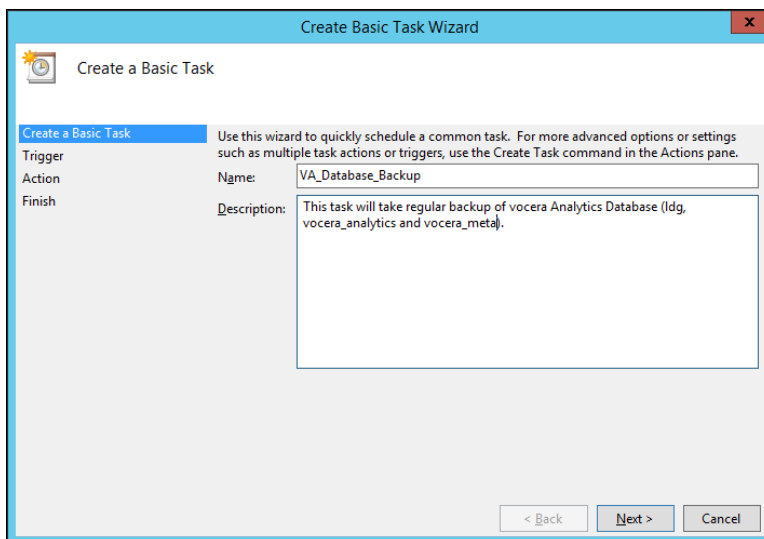 Create Basic Task Wizard
x
Create a Basic Task
Create a Basic Task
Trigger
Action
Finish
Use this wizard to quickly schedule a common task. For more advanced options or settings
such as multiple task actions or triggers, use the Create Task command in the Actions pane.
Name: VA_Database_Backup
Description: This task will take regular backup of vocera Analytics Database (ldg,
vocera_analytics and vocera_meta).
< Back Next > Cancel